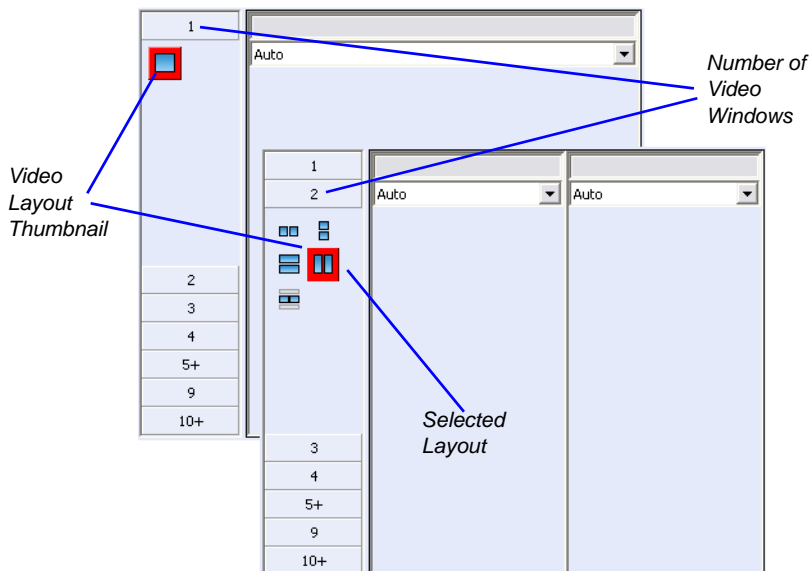 1
Auto
Number of
Video
Windows
Video
Layout
Thumbnail
2
3
4
5+
9
10+
1
2
Auto
Auto
3
4
5+
9
10+
Selected
Layout